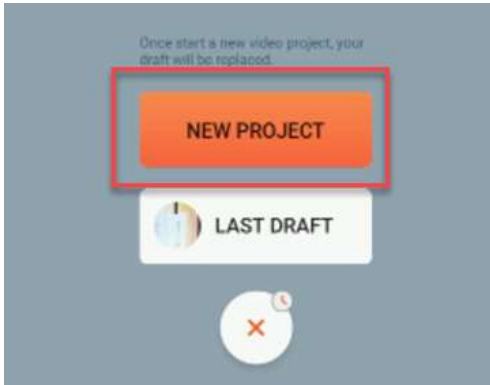 Once start a new video project, your
draft will be replaced.
NEW PROJECT
LAST DRAFT